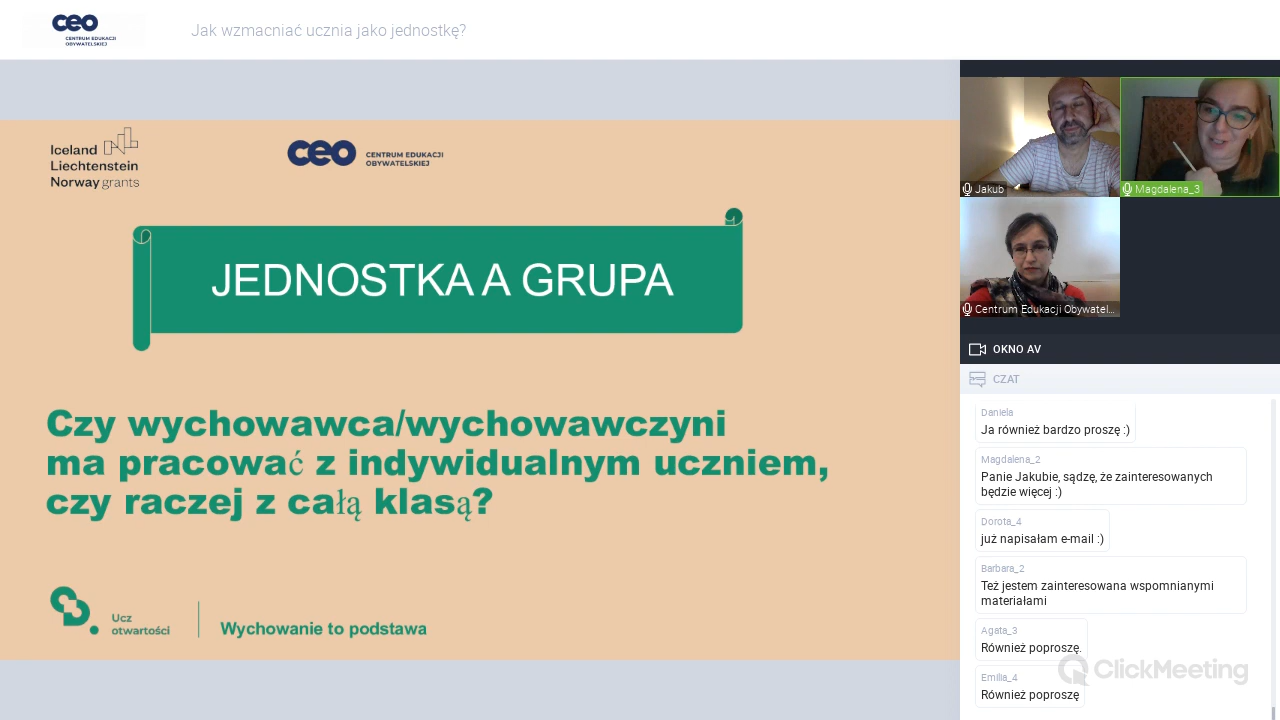 ceo
CENTRUM EDUKACJI
OBYWATELSKIEJ
Jak wzmacniać ucznia jako jednostkę?
Iceland
Liechtenstein
Norway grants
ceo
CENTRUM EDUKACJI
OBYWATELSKIEJ
JEDNOSTKA A GRUPA
Czy wychowawca/wychowawczyni
ma pracować z indywidualnym uczniem,
czy raczej z całą klasą?
Ucz
otwartości
Wychowanie to podstawa
Jakub
Magdalena_3
Centrum Edukacji Obywatel...
OKNO AV
CZAT
Daniela
Ja również bardzo proszę :)
Magdalena_2
Panie Jakubie, sądzę, że zainteresowanych
będzie więcej :)
Dorota_4
już napisałam e-mail :)
Barbara_2
Też jestem zainteresowana wspomnianymi
materiałami
Agata_3
Również poproszę.
Emilia_4
Również poproszę
ClickMeeting